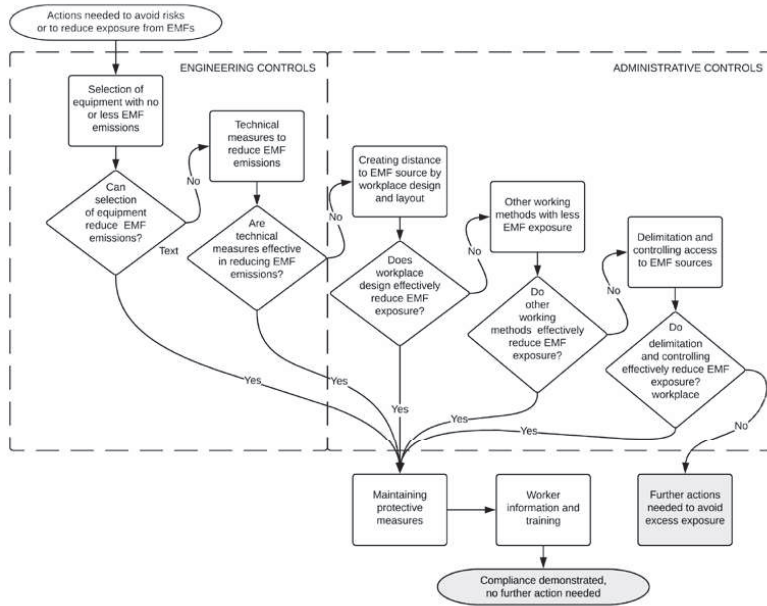 Actions needed to avoid risks
or to reduce exposure from EMFs
ENGINEERING CONTROLS
ADMINISTRATIVE CONTROLS
Selection of
equipment with no
or less EMF
emissions
Technical
measures to
reduce EMF
emissions
Creating distance
to EMF source by
workplace design
and layout
Other working
methods with less
EMF exposure
Delimitation and
controlling access
to EMF sources
Can
selection
of equipment
reduce EMF
emissions?
No
Text
Are
technical
measures effective
in reducing EMF
emissions?
No
Does
workplace
design effectively
reduce EMF
exposure?
No
Do
other
working
methods effectively
reduce EMF
exposure?
No
Do
delimitation
and controlling
effectively reduce EMF
exposure?
workplace
No
Yes
Yes
Yes
Yes
Yes
Maintaining
protective
measures
Worker
information and
training
Further actions
needed to avoid
excess exposure
Compliance demonstrated,
no further action needed